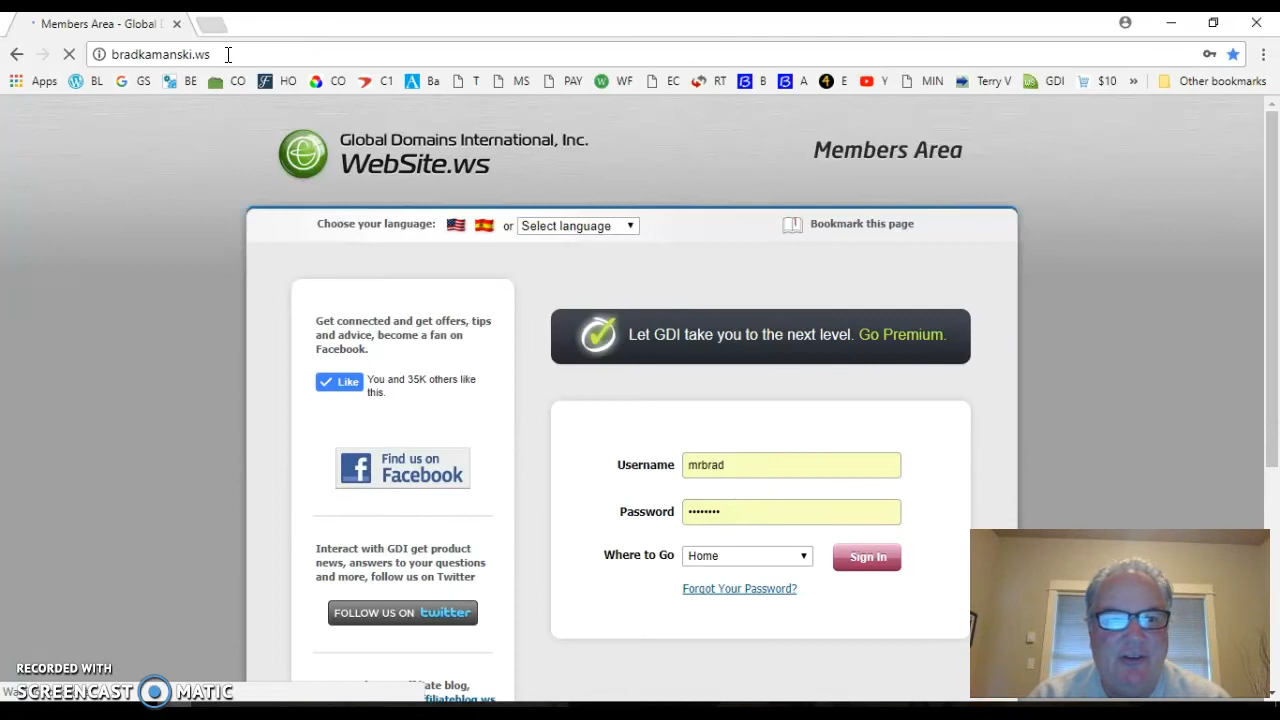 Members Area - Global D
bradkamanski.ws
Apps BL GS BE CO HO CO C1 Ba T MS PAY WF EC RT B A E Y MIN Terry V GDI $10 » Other bookmarks
Global Domains International, Inc.
WebSite.ws
Members Area
Choose your language: or Select language
Bookmark this page
Get connected and get offers, tips
and advice, become a fan on
Facebook.
Like You and 35K others like
this.
Find us on
Facebook
Interact with GDI get product
news, answers to your questions
and more, follow us on Twitter
FOLLOW US ON twitter
Let GDI take you to the next level. Go Premium.
Username mrbrad
Password ••••••••
Where to Go Home Sign In
Forgot Your Password?
RECORDED WITH
SCREENCAST MATIC
ate blog,
ffiliateblog.ws